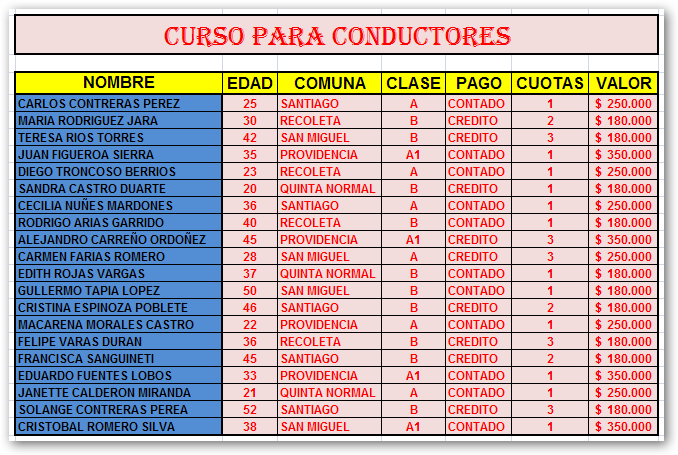 CURSO PARA CONDUCTORES
NOMBRE EDAD COMUNA CLASE PAGO CUOTAS VALOR
CARLOS CONTRERAS PEREZ 25 SANTIAGO A CONTADO 1 $ 250.000
MARIA RODRIGUEZ JARA 30 RECOLETA B CREDITO 2 $ 180.000
TERESA RIOS TORRES 42 SAN MIGUEL B CREDITO 3 $ 180.000
JUAN FIGUEROA SIERRA 35 PROVIDENCIA A1 CONTADO 1 $ 350.000
DIEGO TRONCOSO BERRIOS 23 RECOLETA A CONTADO 1 $ 250.000
SANDRA CASTRO DUARTE 20 QUINTA NORMAL B CREDITO 1 $ 180.000
CECILIA NUÑES MARDONES 36 SANTIAGO A CONTADO 1 $ 250.000
RODRIGO ARIAS GARRIDO 40 RECOLETA B CONTADO 1 $ 180.000
ALEJANDRO CARREÑO ORDOÑEZ 45 PROVIDENCIA A1 CREDITO 3 $ 350.000
CARMEN FARIAS ROMERO 28 SAN MIGUEL A CREDITO 3 $ 250.000
EDITH ROJAS VARGAS 37 QUINTA NORMAL B CONTADO 1 $ 180.000
GULLERMO TAPIA LOPEZ 50 SAN MIGUEL B CONTADO 1 $ 180.000
CRISTINA ESPINOZA POBLETE 46 SANTIAGO B CREDITO 2 $ 180.000
MACARENA MORALES CASTRO 22 PROVIDENCIA A CONTADO 1 $ 250.000
FELIPE VARAS DURAN 36 RECOLETA B CREDITO 3 $ 180.000
FRANCISCA SANGUINETI 45 SANTIAGO B CREDITO 2 $ 180.000
EDUARDO FUENTES LOBOS 33 PROVIDENCIA A1 CONTADO 1 $ 350.000
JANETTE CALDERON MIRANDA 21 QUINTA NORMAL A CONTADO 1 $ 250.000
SOLANGE CONTRERAS PEREA 52 SANTIAGO B CREDITO 3 $ 180.000
CRISTOBAL ROMERO SILVA 38 SAN MIGUEL A1 CONTADO 1 $ 350.000